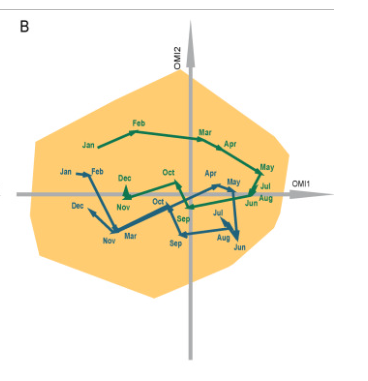 B
OMI2
Feb
Mar
Jan
Apr
May
Jan
Feb
Dec
Oct
Apr
May
Jul
OMI1
Dec
Nov
Oct
Sep
Jun
Aug
Jul
Nov
Mar
Sep
Aug
Jun